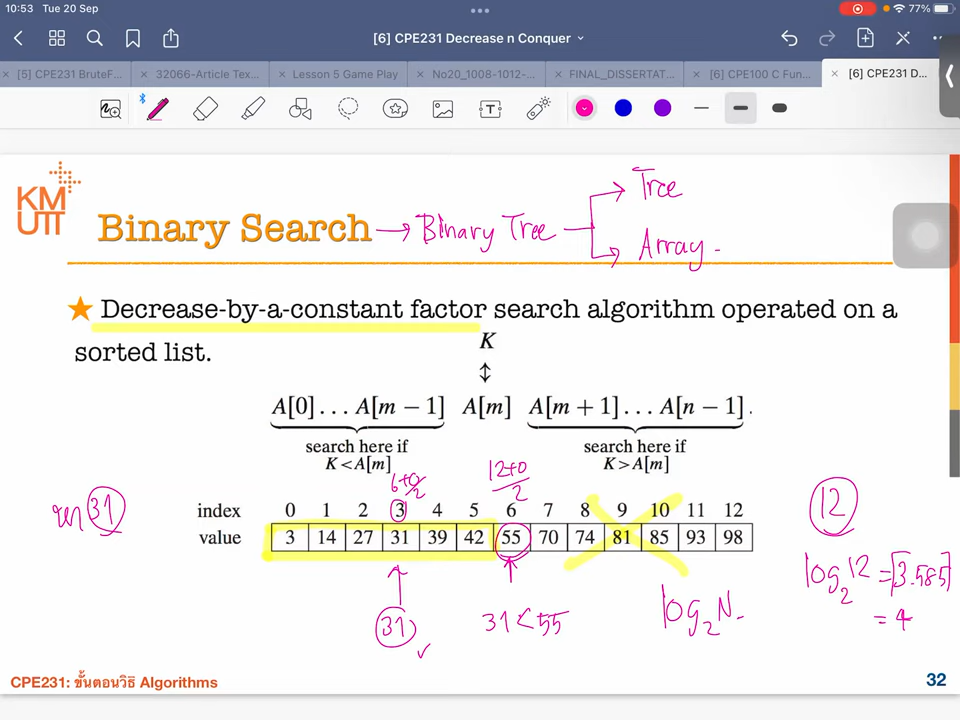 10:53 Tue 20 Sep
77%
[6] CPE231 Decrease n Conquer
[5] CPE231 BruteF...
32066-Article Tex...
Lesson 5 Game Play
No20_1008-1012-...
FINAL_DISSERTAT...
[6] CPE100 C Fun...
[6] CPE231 D...
KM
UTT
Binary Search → Binary Tree
Tree
Array
★ Decrease-by-a-constant factor search algorithm operated on a
sorted list.
K
↕
A[0] . . . A[m − 1] A[m] A[m + 1] . . . A[n − 1] .
search here if search here if
K < A[m] K > A[m]
6+0/2
12+0/2
index 0 1 2 3 4 5 6 7 8 9 10 11 12
value 3 14 27 31 39 42 55 70 74 81 85 93 98
31
12
log₂12 = ⌈3.585⌉
= 4
31
31<55
log₂N
CPE231: ขั้นตอนวิธี Algorithms
32